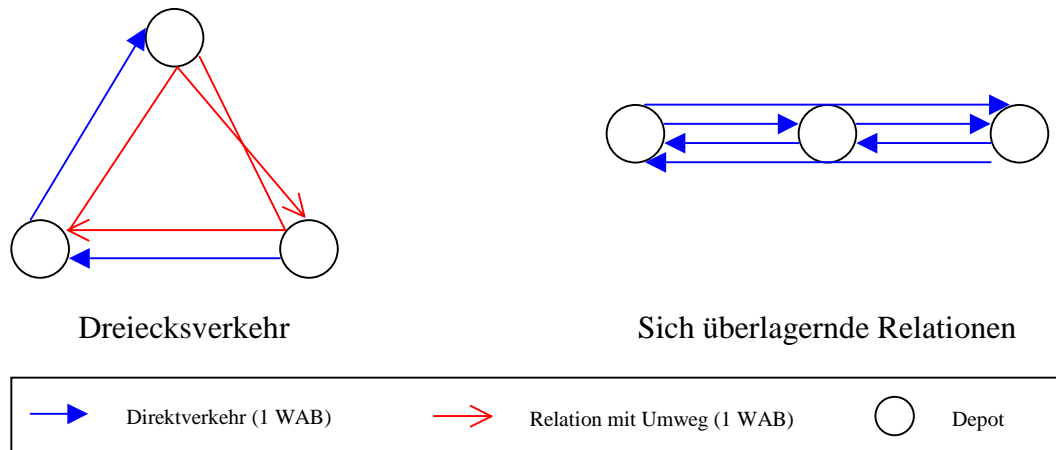 Dreiecksverkehr
Sich überlagernde Relationen
Direktverkehr (1 WAB)
Relation mit Umweg (1 WAB)
Depot